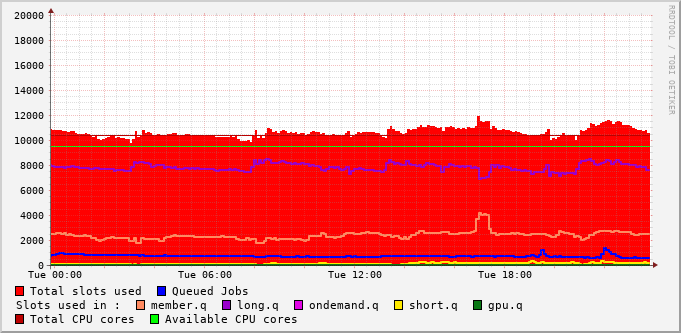 20000
18000
16000
14000
12000
10000
8000
6000
4000
2000
0
Tue 00:00 Tue 06:00 Tue 12:00 Tue 18:00
Total slots used Queued Jobs
Slots used in : member.q long.q ondemand.q short.q gpu.q
Total CPU cores Available CPU cores
RRDTOOL / TOBI OETIKER